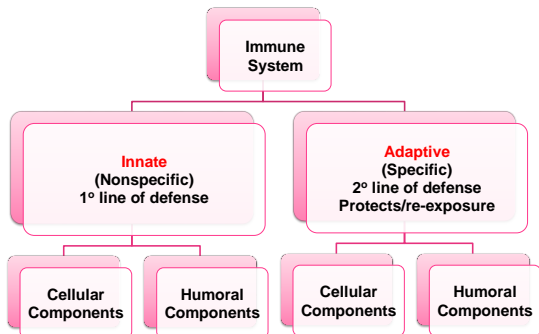 Immune
System
Innate
(Nonspecific)
1º line of defense
Adaptive
(Specific)
2º line of defense
Protects/re-exposure
Cellular
Components
Humoral
Components
Cellular
Components
Humoral
Components